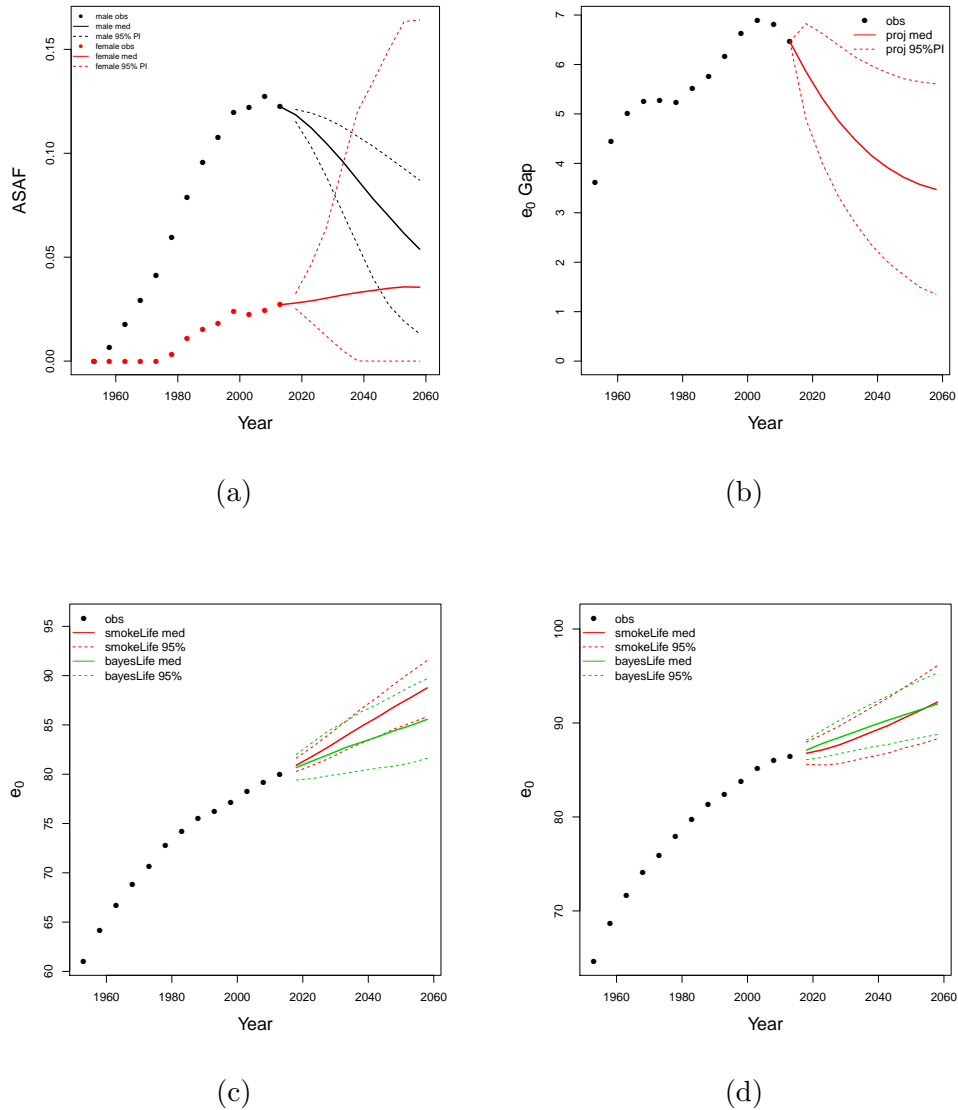 male obs
male med
male 95% PI
female obs
female med
female 95% PI
0.15
0.10
0.05
0.00
ASAF
1960 1980 2000 2020 2040 2060
Year
(a)
obs
proj med
proj 95%PI
7
6
5
4
3
2
1
0
e0 Gap
1960 1980 2000 2020 2040 2060
Year
(b)
obs
smokeLife med
smokeLife 95%
bayesLife med
bayesLife 95%
95
90
85
80
75
70
65
60
e0
1960 1980 2000 2020 2040 2060
Year
(c)
obs
smokeLife med
smokeLife 95%
bayesLife med
bayesLife 95%
100
90
80
70
e0
1960 1980 2000 2020 2040 2060
Year
(d)